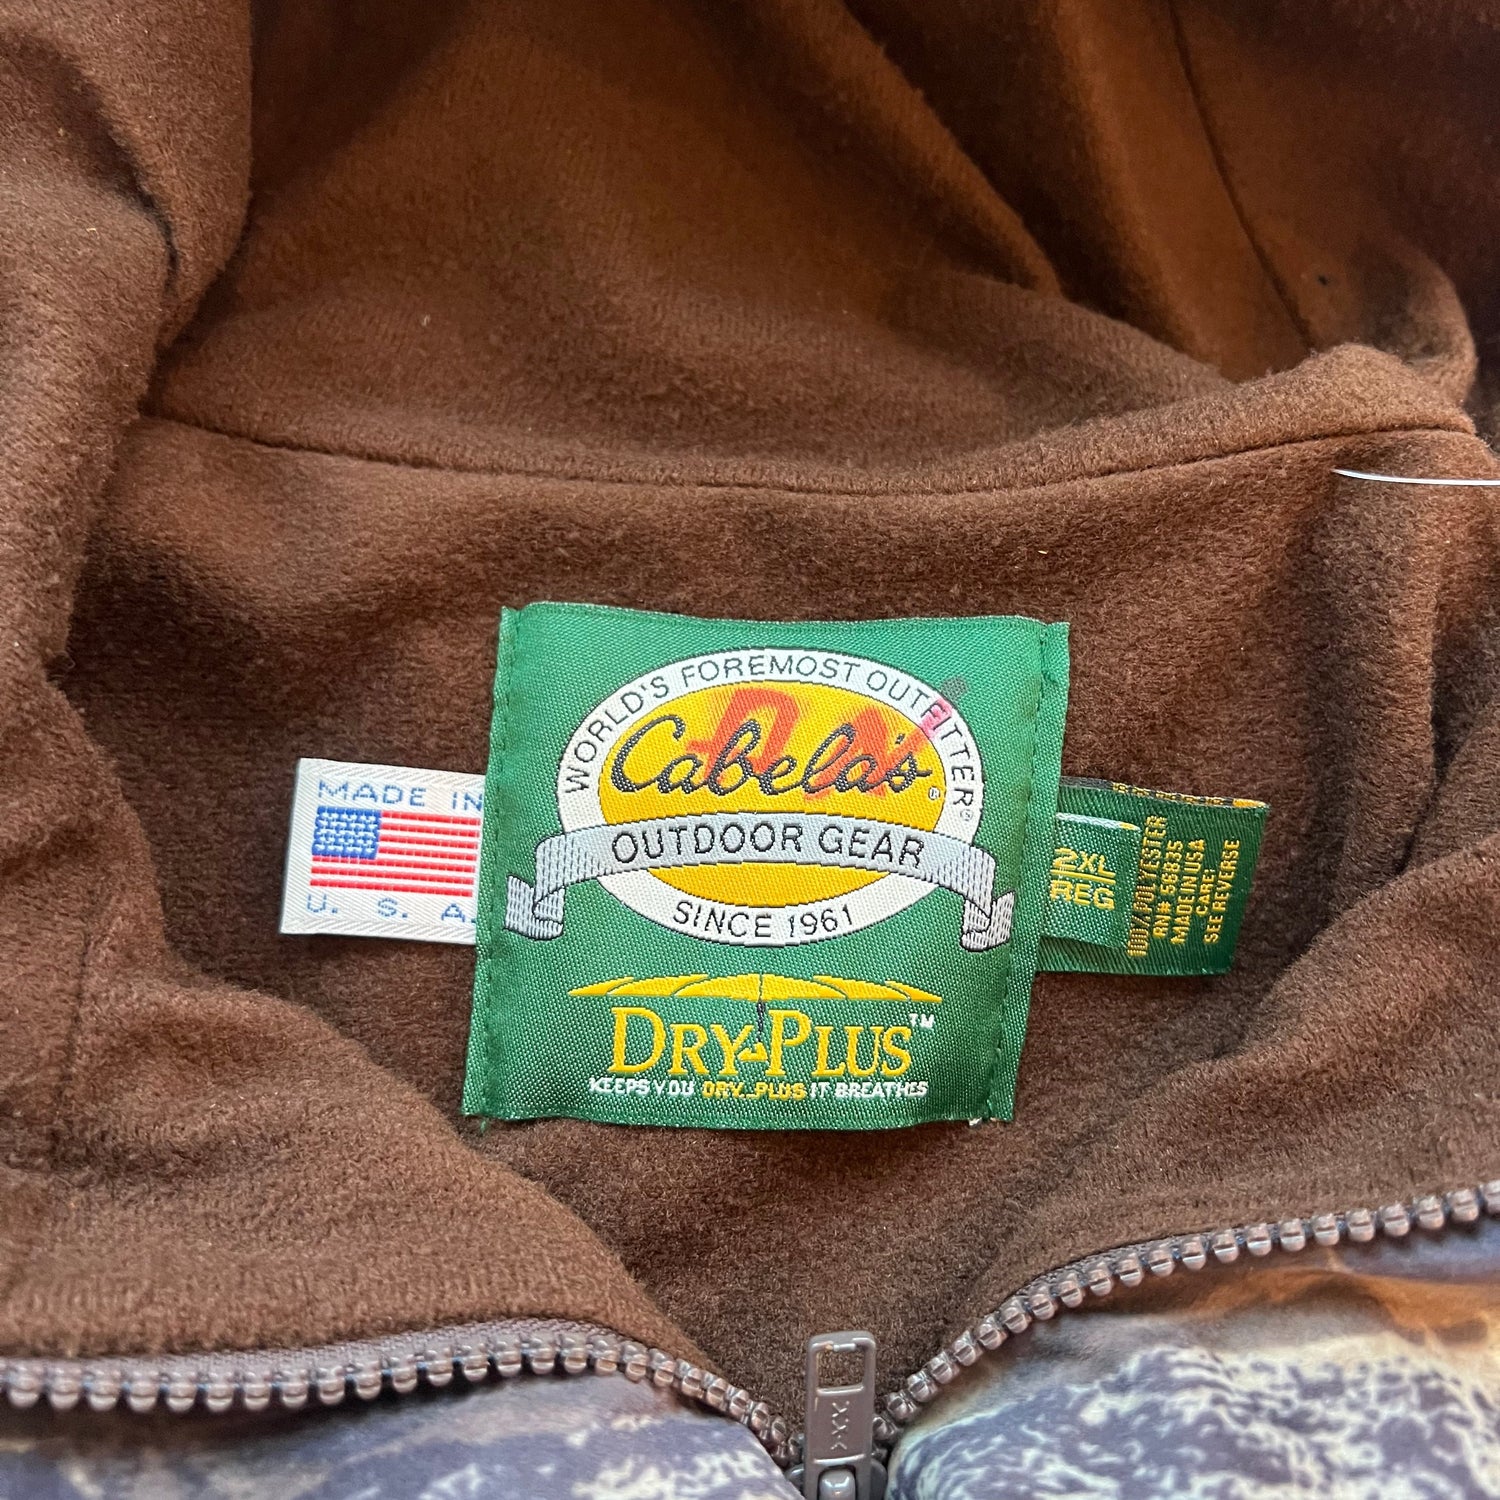 WORLD'S FOREMOST OUTFITTER®
Cabela's®
OUTDOOR GEAR
SINCE 1961
DRY-PLUS™
KEEPS YOU DRY...PLUS IT BREATHES
MADE IN
U. S. A.
2XL
REG
100% POLYESTER
RN# 58835
MADE IN USA
CARE:
SEE REVERSE